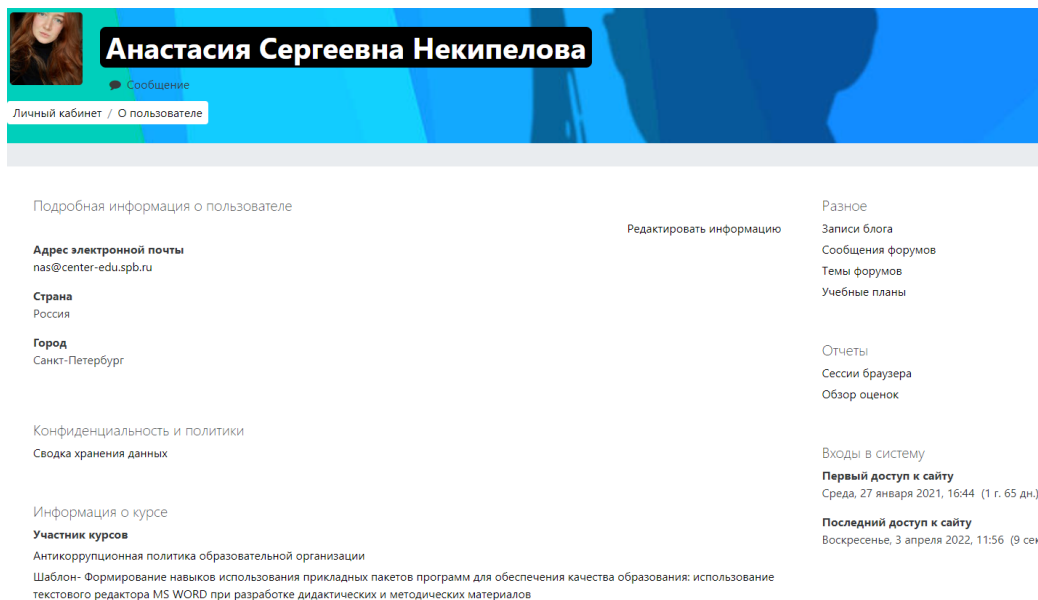 Анастасия Сергеевна Некипелова
Сообщение
Личный кабинет / О пользователе
Подробная информация о пользователе
Редактировать информацию
Адрес электронной почты
nas@center-edu.spb.ru
Страна
Россия
Город
Санкт-Петербург
Конфиденциальность и политики
Сводка хранения данных
Информация о курсе
Участник курсов
Антикоррупционная политика образовательной организации
Шаблон- Формирование навыков использования прикладных пакетов программ для обеспечения качества образования: использование
текстового редактора MS WORD при разработке дидактических и методических материалов
Разное
Записи блога
Сообщения форумов
Темы форумов
Учебные планы
Отчеты
Сессии браузера
Обзор оценок
Входы в систему
Первый доступ к сайту
Среда, 27 января 2021, 16:44 (1 г. 65 дн.)
Последний доступ к сайту
Воскресенье, 3 апреля 2022, 11:56 (9 сек